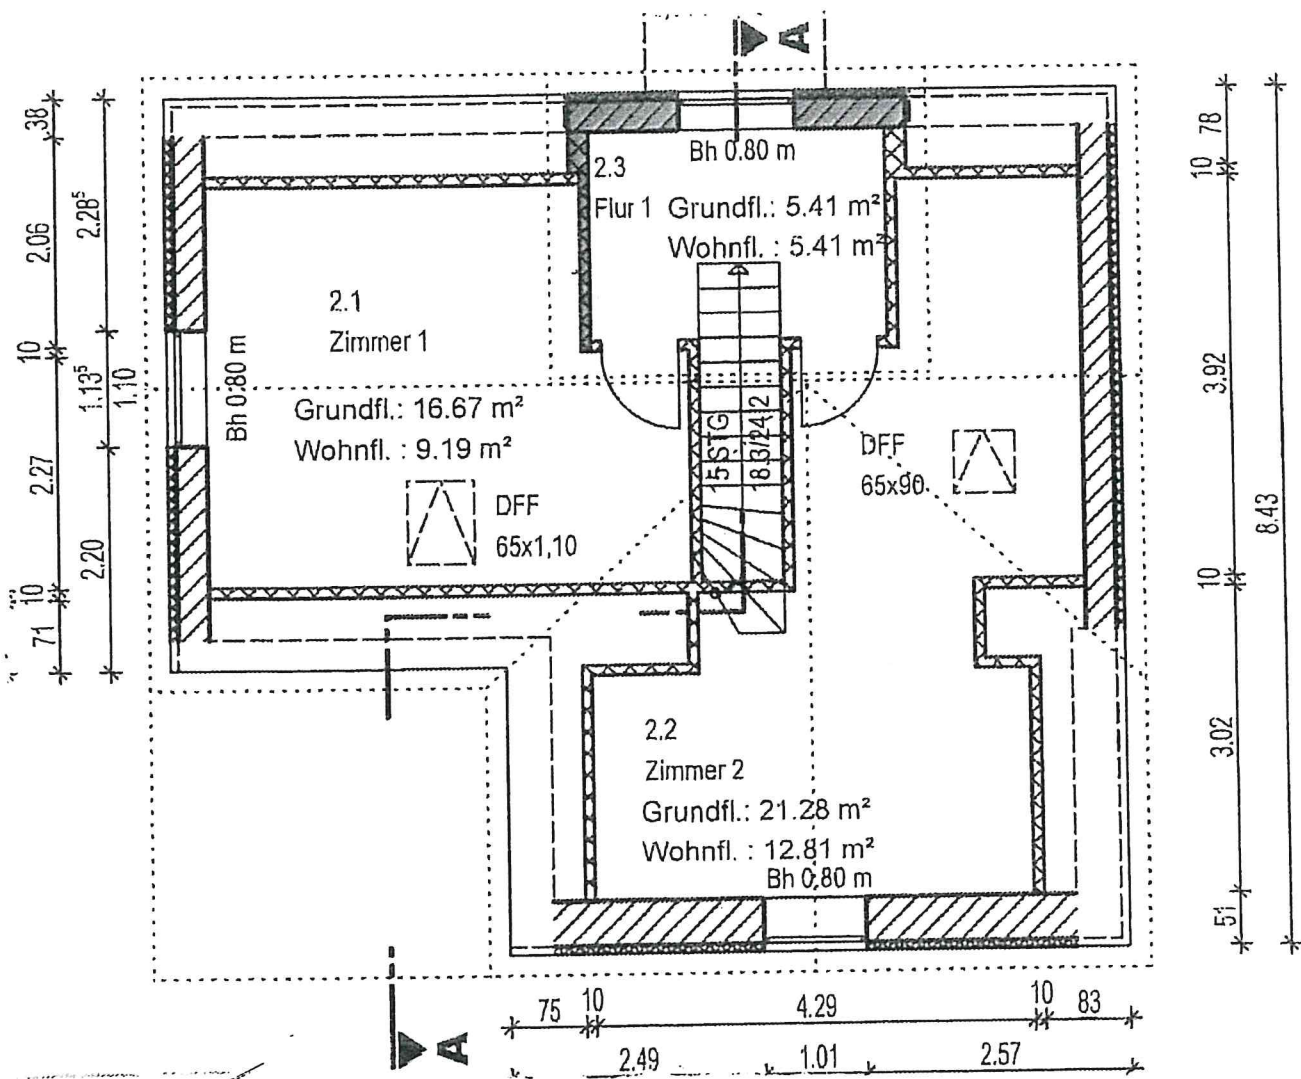 A
38
2.06
10
2.27
10
71
2.28⁵
1.13⁵
1.10
2.20
Bh 0.80 m
2.3
Flur 1
Grundfl.: 5.41 m²
Wohnfl. : 5.41 m²
2.1
Zimmer 1
Bh 0.80 m
Grundfl.: 16.67 m²
Wohnfl. : 9.19 m²
DFF
65x1,10
15 STG
18.3/24.2
DFF
65x90
2.2
Zimmer 2
Grundfl.: 21.28 m²
Wohnfl. : 12.81 m²
Bh 0.80 m
78
10
3.92
10
3.02
51
8.43
75
10
4.29
10
83
2.49
1.01
2.57
A